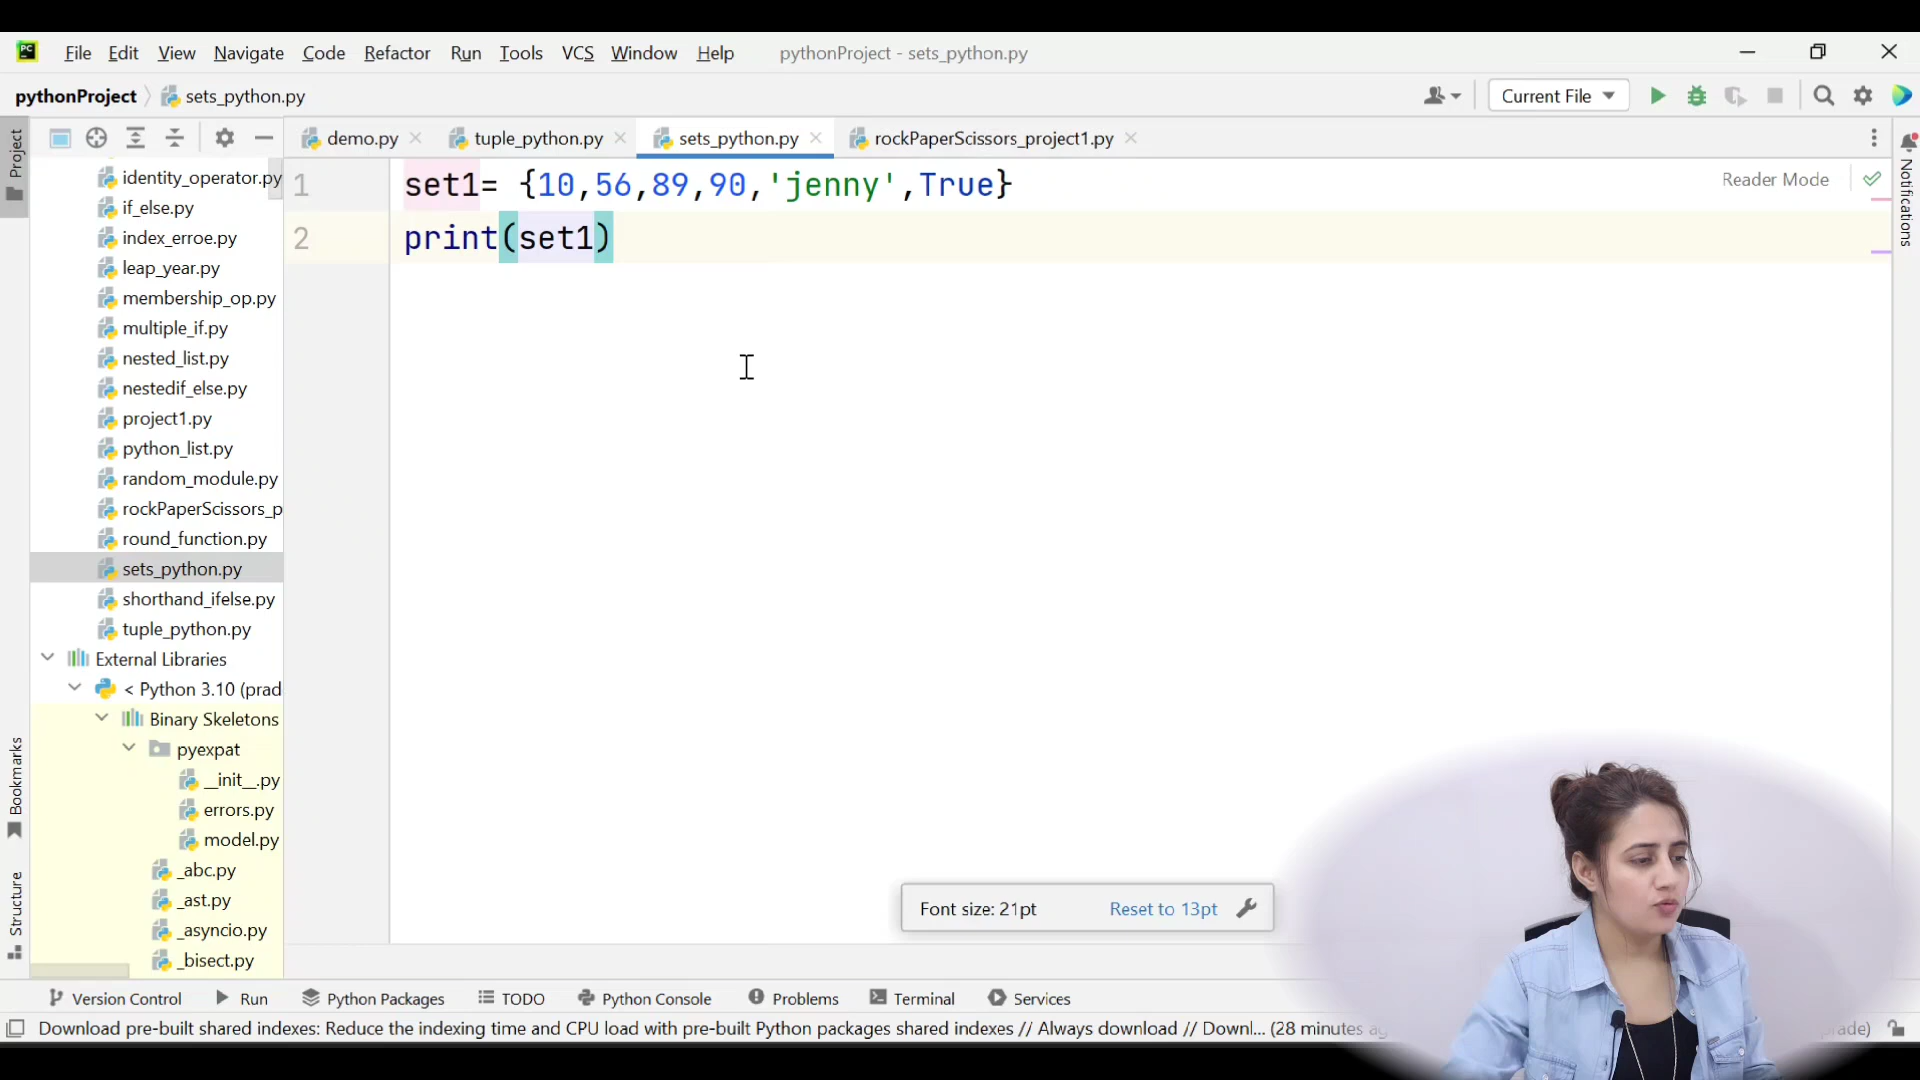 File Edit View Navigate Code Refactor Run Tools VCS Window Help pythonProject - sets_python.py
pythonProject sets_python.py Current File
demo.py tuple_python.py sets_python.py rockPaperScissors_project1.py
Project
identity_operator.py
if_else.py
index_erroe.py
leap_year.py
membership_op.py
multiple_if.py
nested_list.py
nestedif_else.py
project1.py
python_list.py
random_module.py
rockPaperScissors_p
round_function.py
sets_python.py
shorthand_ifelse.py
tuple_python.py
External Libraries
< Python 3.10 (prad
Binary Skeletons
pyexpat
__init__.py
errors.py
model.py
_abc.py
_ast.py
_asyncio.py
_bisect.py
Bookmarks
Structure
1 set1= {10,56,89,90,'jenny',True}
2 print(set1)
Reader Mode
Notifications
Font size: 21pt Reset to 13pt
Version Control Run Python Packages TODO Python Console Problems Terminal Services
Download pre-built shared indexes: Reduce the indexing time and CPU load with pre-built Python packages shared indexes // Always download // Downl... (28 minutes ag